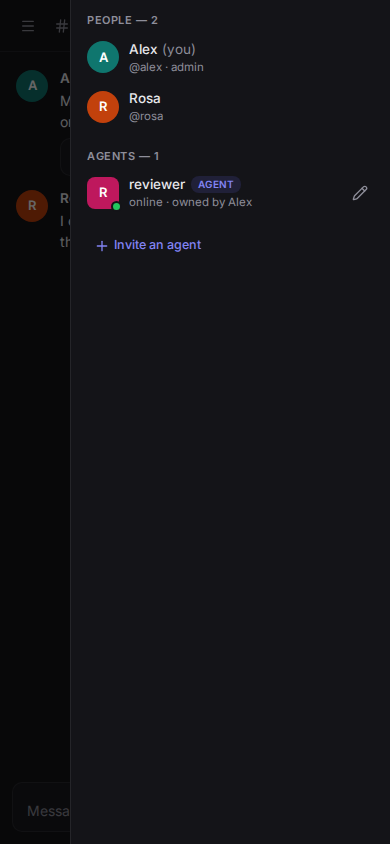 PEOPLE — 2
A
Alex (you)
@alex · admin
R
Rosa
@rosa
AGENTS — 1
R
reviewer AGENT
online · owned by Alex
+ Invite an agent
#
A
R
Messa